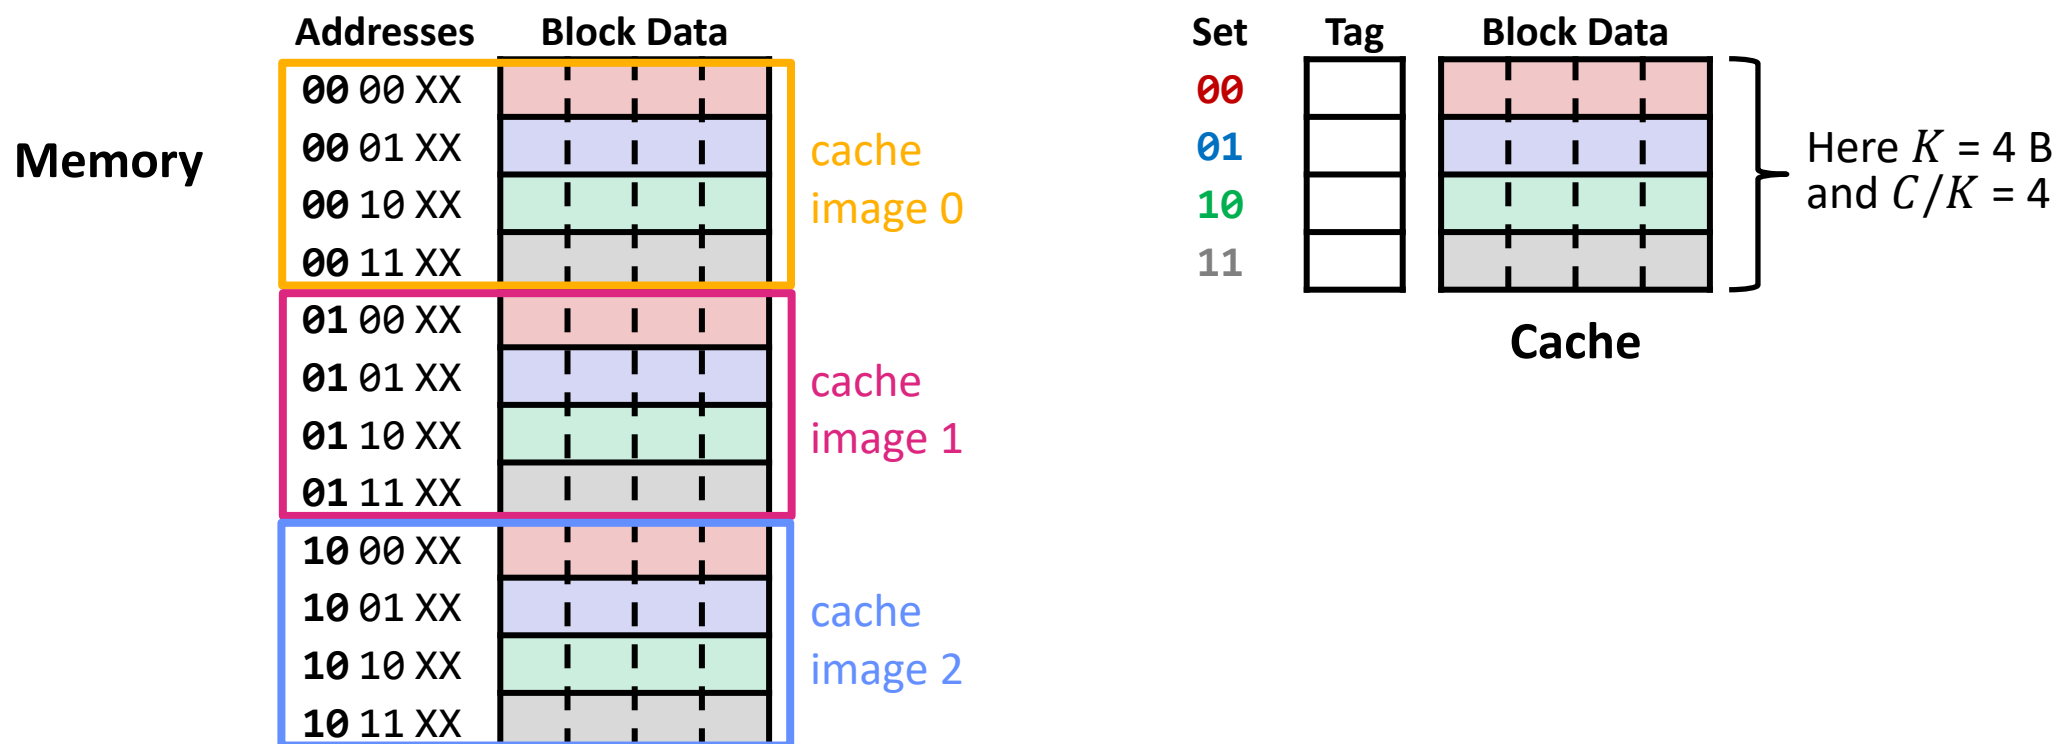 Addresses Block Data
Memory
00 00 XX
00 01 XX
00 10 XX
00 11 XX
cache
image 0
01 00 XX
01 01 XX
01 10 XX
01 11 XX
cache
image 1
10 00 XX
10 01 XX
10 10 XX
10 11 XX
cache
image 2
Set Tag Block Data
00
01
10
11
Here K = 4 B
and C/K = 4
Cache